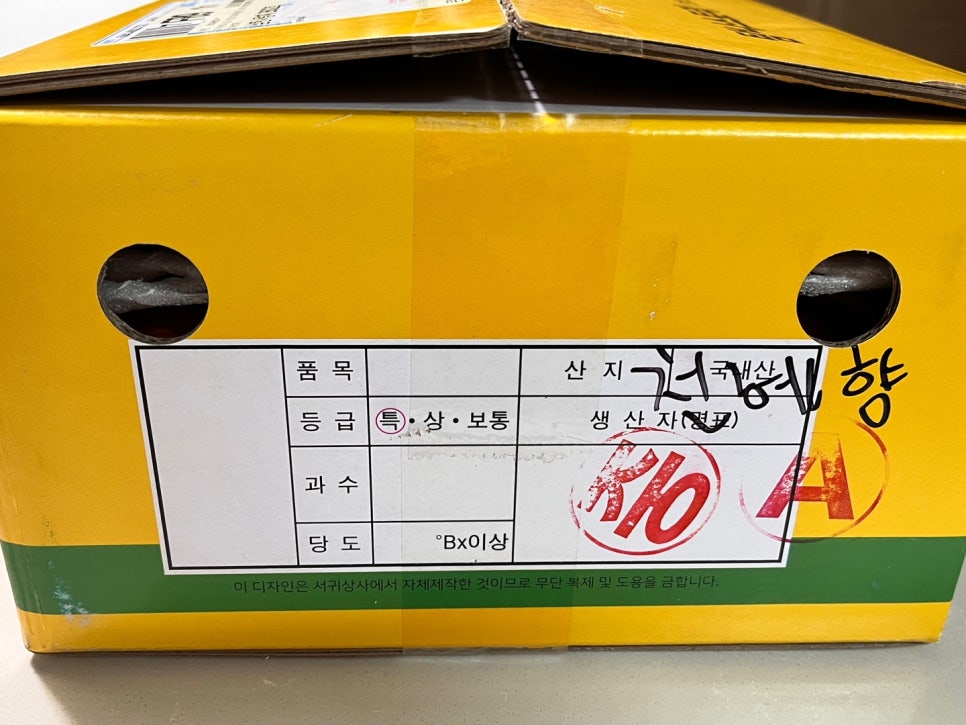 품 목
산 지
국내산
등 급
특 • 상 • 보통
생 산 자(명표)
과 수
당 도
°Bx이상
A
이 디자인은 서귀상사에서 자체제작한 것이므로 무단 복제 및 도용을 금합니다.